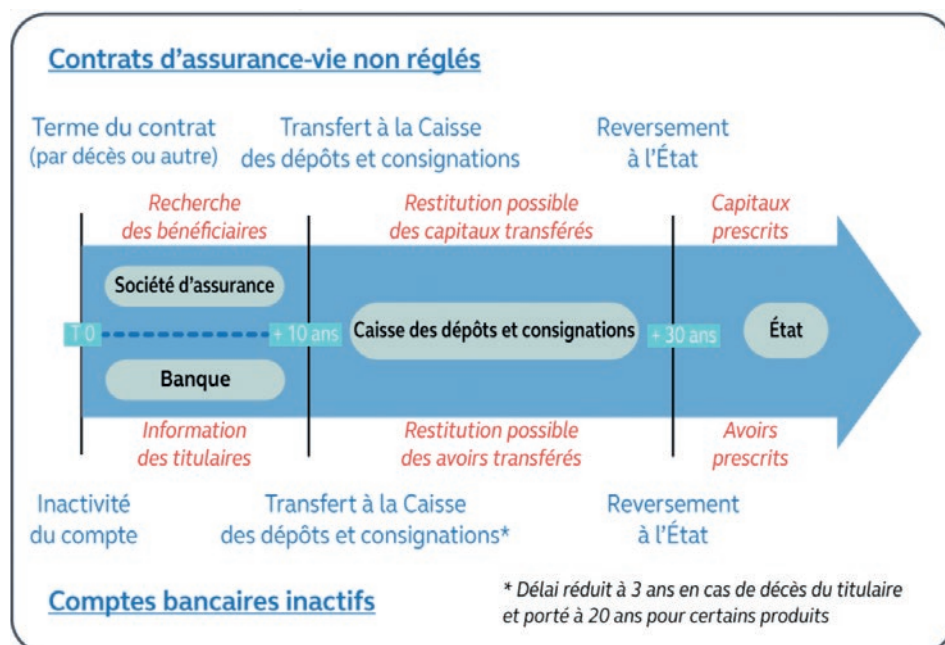 Contrats d'assurance-vie non réglés
Terme du contrat
(par décès ou autre)
Transfert à la Caisse
des dépôts et consignations
Reversement
à l'État
Recherche
des bénéficiaires
Restitution possible
des capitaux transférés
Capitaux
prescrits
Société d'assurance
T 0
+ 10 ans
Caisse des dépôts et consignations
+ 30 ans
État
Banque
Information
des titulaires
Restitution possible
des avoirs transférés
Avoirs
prescrits
Inactivité
du compte
Transfert à la Caisse
des dépôts et consignations*
Reversement
à l'État
Comptes bancaires inactifs
* Délai réduit à 3 ans en cas de décès du titulaire
et porté à 20 ans pour certains produits